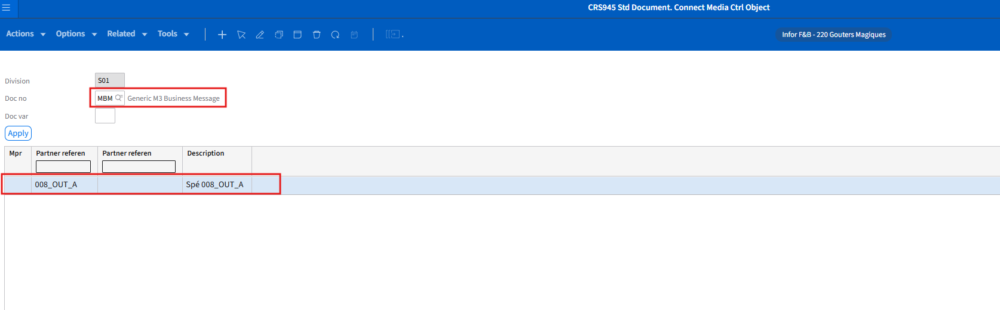 CRS945 Std Document. Connect Media Ctrl Object
Actions Options Related Tools
Infor F&B - 220 Gouters Magiques
Division S01
Doc no MBM Generic M3 Business Message
Doc var
Apply
Mpr Partner referen Partner referen Description
008_OUT_A Spé 008_OUT_A